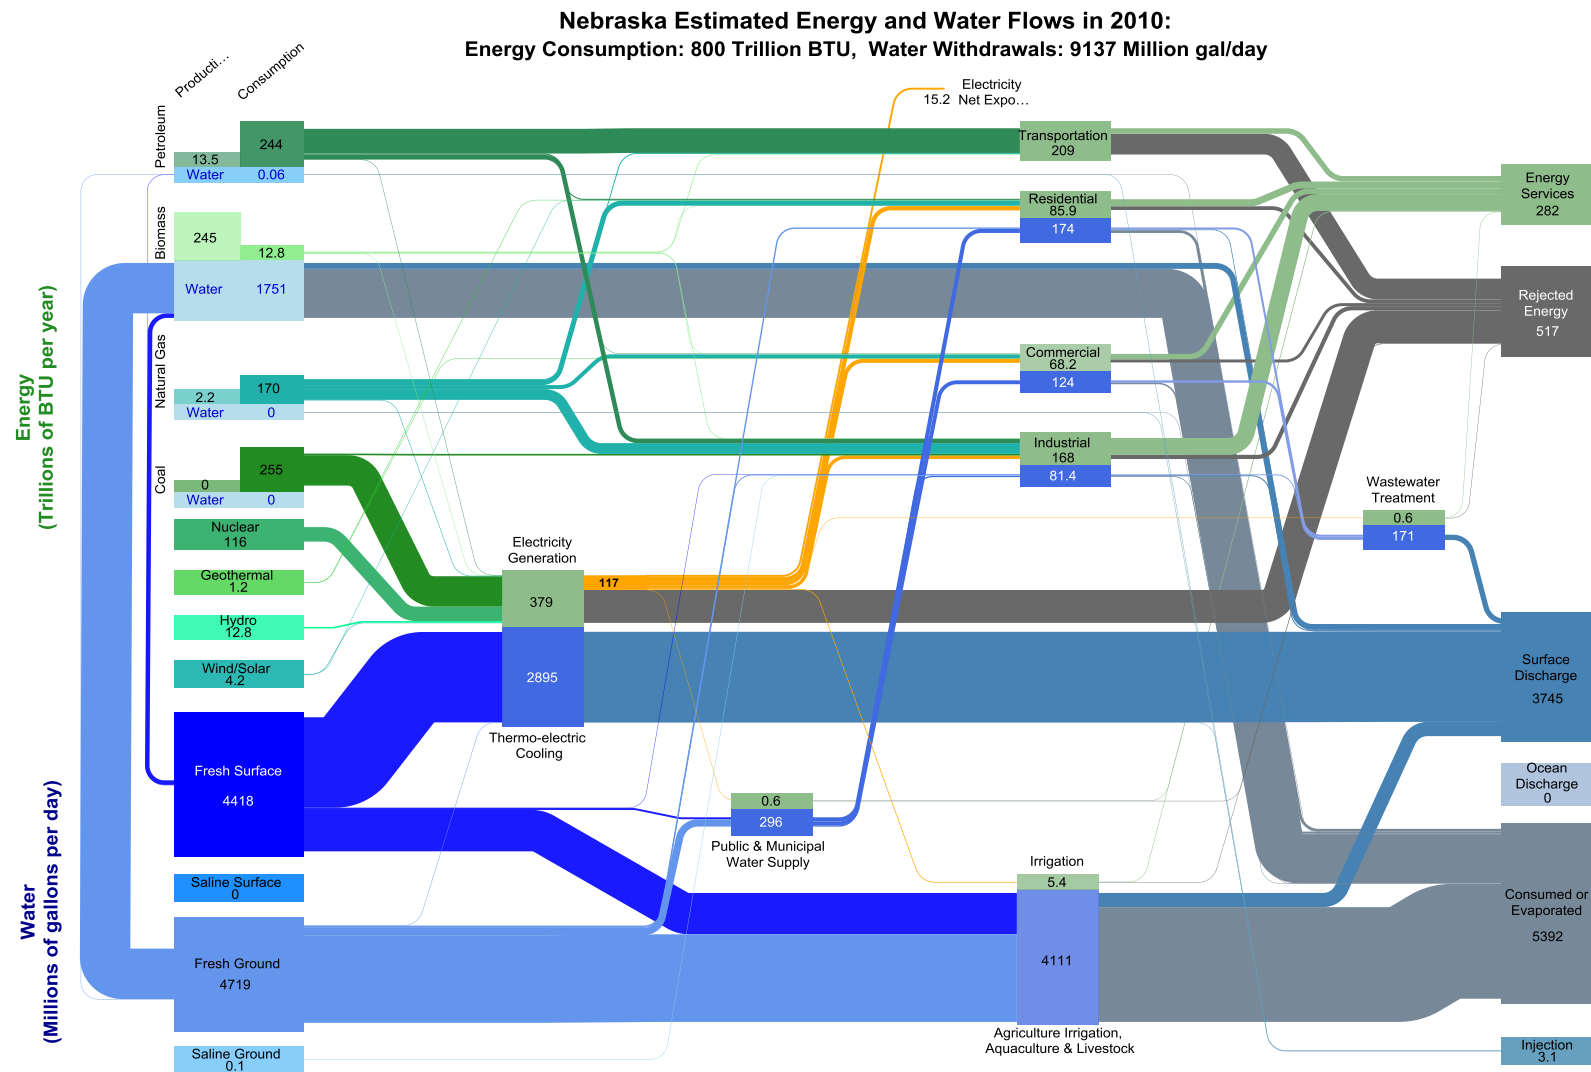 Nebraska Estimated Energy and Water Flows in 2010:
Energy Consumption: 800 Trillion BTU,  Water Withdrawals: 9137 Million gal/day
Producti…
Consumption
Energy
(Trillions of BTU per year)
Water
(Millions of gallons per day)
Petroleum
13.5
244
Water
0.06
Biomass
245
12.8
Water
1751
Natural Gas
2.2
170
Water
0
Coal
0
255
Water
0
Nuclear
116
Geothermal
1.2
Hydro
12.8
Wind/Solar
4.2
Fresh Surface
4418
Saline Surface
0
Fresh Ground
4719
Saline Ground
0.1
Electricity
Generation
379
2895
Thermo-electric
Cooling
117
0.6
296
Public & Municipal
Water Supply
15.2
Electricity
Net Expo…
Transportation
209
Residential
85.9
174
Commercial
68.2
124
Industrial
168
81.4
Irrigation
5.4
4111
Agriculture Irrigation,
Aquaculture & Livestock
Wastewater
Treatment
0.6
171
Energy
Services
282
Rejected
Energy
517
Surface
Discharge
3745
Ocean
Discharge
0
Consumed or
Evaporated
5392
Injection
3.1